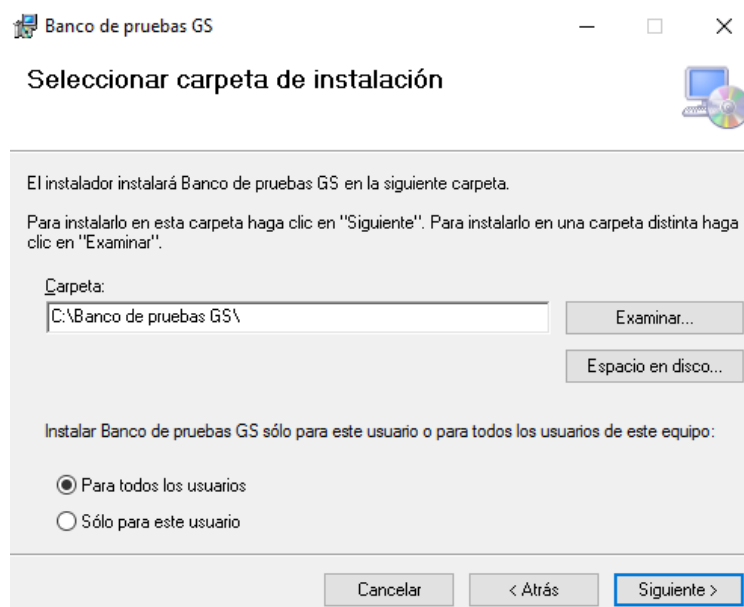 Banco de pruebas GS
Seleccionar carpeta de instalación
El instalador instalará Banco de pruebas GS en la siguiente carpeta.
Para instalarlo en esta carpeta haga clic en "Siguiente". Para instalarlo en una carpeta distinta haga
clic en "Examinar".
Carpeta:
C:\Banco de pruebas GS\
Examinar...
Espacio en disco...
Instalar Banco de pruebas GS sólo para este usuario o para todos los usuarios de este equipo:
Para todos los usuarios
Sólo para este usuario
Cancelar
< Atrás
Siguiente >